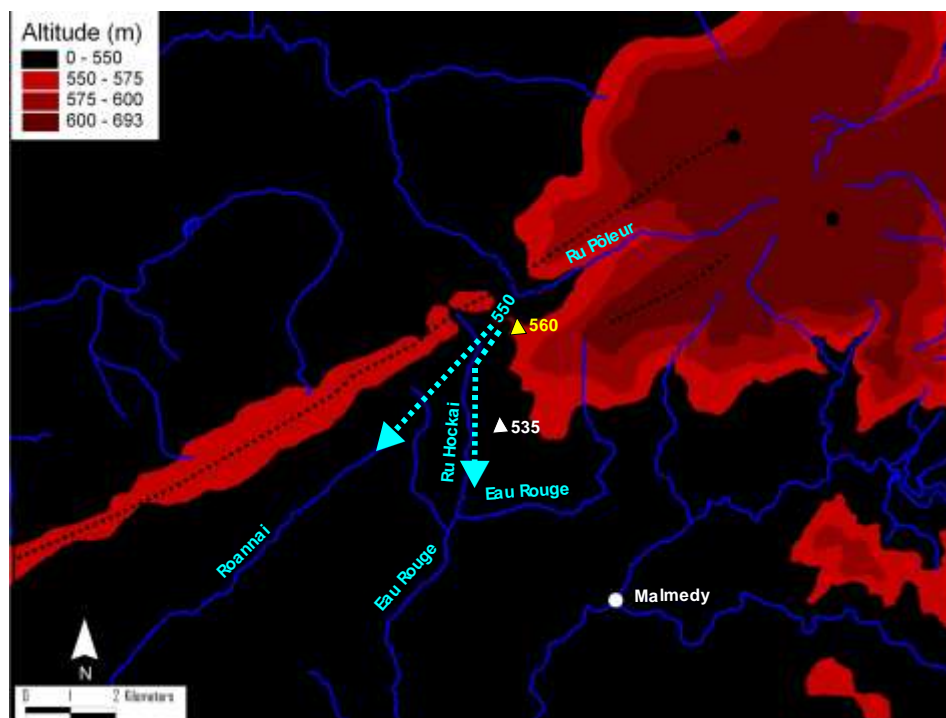 Altitude (m)
0 - 550
550 - 575
575 - 600
600 - 693
Ru Pôleur
550
560
535
Ru Hockai
Eau Rouge
Roannai
Eau Rouge
Malmedy
N
0 1 2 Kilometers